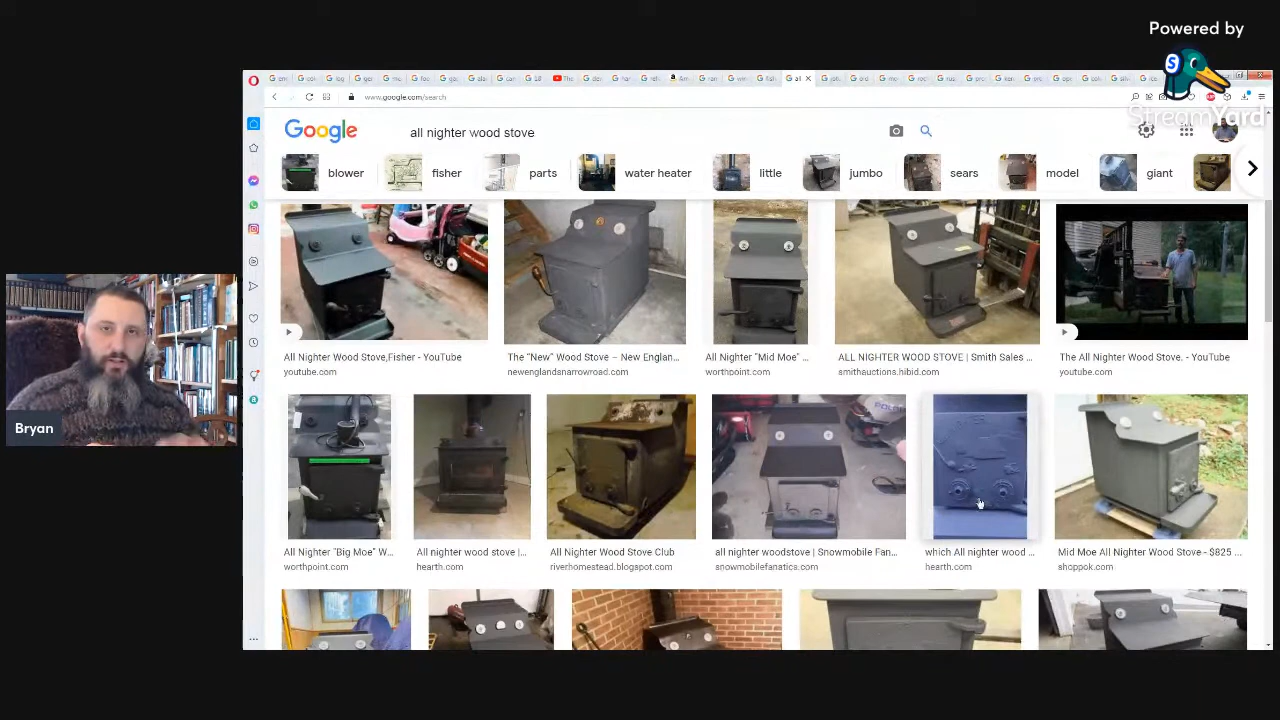 Powered by
StreamYard
www.google.com/search
Google
all nighter wood stove
blower
fisher
parts
water heater
little
jumbo
sears
model
giant
All Nighter Wood Stove,Fisher - YouTube
youtube.com
The "New" Wood Stove – New Englan...
newenglandsnarrowroad.com
All Nighter "Mid Moe" ...
worthpoint.com
ALL NIGHTER WOOD STOVE | Smith Sales ...
smithauctions.hibid.com
The All Nighter Wood Stove. - YouTube
youtube.com
Bryan
All Nighter "Big Moe" W...
worthpoint.com
All nighter wood stove |...
hearth.com
All Nighter Wood Stove Club
riverhomestead.blogspot.com
all nighter woodstove | Snowmobile Fan...
snowmobilefanatics.com
which All nighter wood ...
hearth.com
Mid Moe All Nighter Wood Stove - $825 ...
shoppok.com